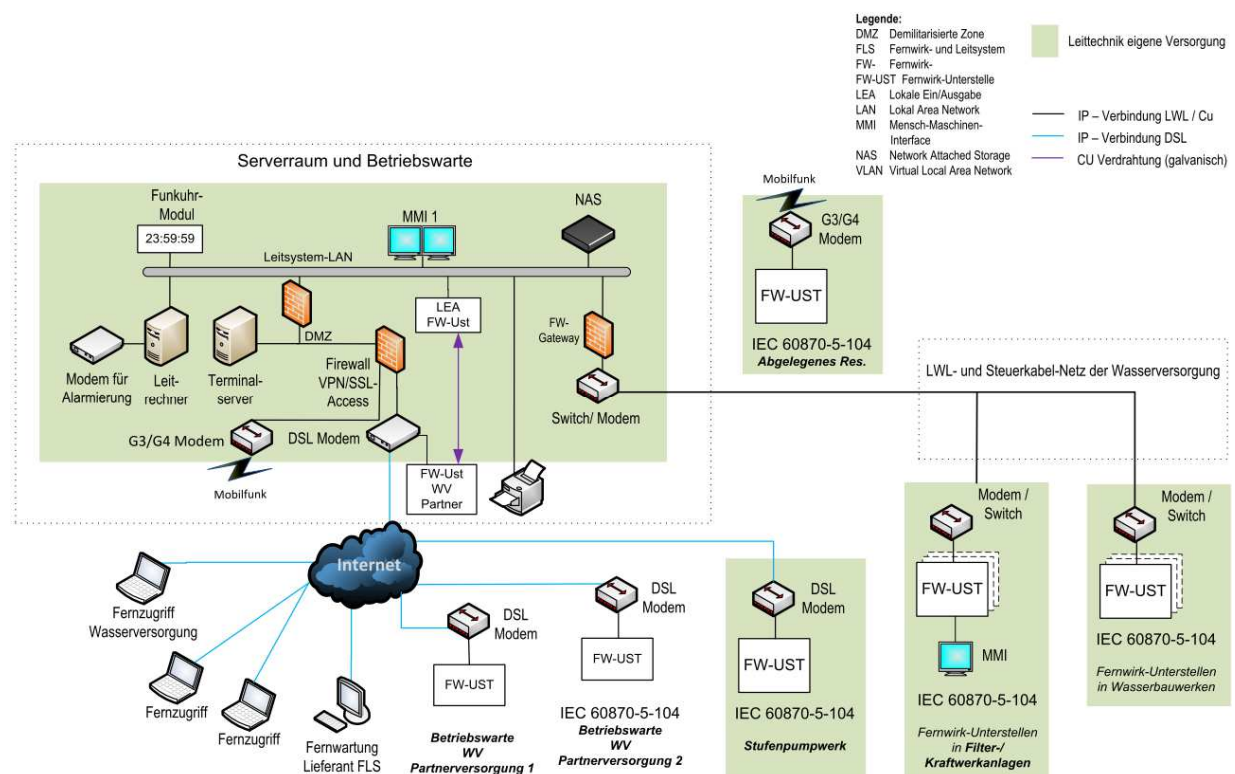 Legende:
DMZ Demilitarisierte Zone
FLS Fernwirk- und Leitsystem
FW- Fernwirk-
FW-UST Fernwirk-Unterstelle
LEA Lokale Ein/Ausgabe
LAN Lokal Area Network
MMI Mensch-Maschinen-
Interface
NAS Network Attached Storage
VLAN Virtual Local Area Network
Leittechnik eigene Versorgung
IP – Verbindung LWL / Cu
IP – Verbindung DSL
CU Verdrahtung (galvanisch)
Serverraum und Betriebswarte
Funkuhr-
Modul
23:59:59
MMI 1
NAS
Leitsystem-LAN
LEA
FW-Ust
FW-
Gateway
DMZ
Firewall
VPN/SSL-
Access
Modem für
Alarmierung
Leit-
rechner
Terminal-
server
Switch/ Modem
G3/G4 Modem
DSL Modem
Mobilfunk
FW-Ust
WV
Partner
Mobilfunk
G3/G4
Modem
FW-UST
IEC 60870-5-104
Abgelegenes Res.
LWL- und Steuerkabel-Netz der Wasserversorgung
Internet
Fernzugriff
Wasserversorgung
Fernzugriff
Fernzugriff
Fernwartung
Lieferant FLS
DSL
Modem
FW-UST
Betriebswarte
WV
Partnerversorgung 1
DSL
Modem
FW-UST
IEC 60870-5-104
Betriebswarte
WV
Partnerversorgung 2
DSL
Modem
FW-UST
IEC 60870-5-104
Stufenpumpwerk
Modem /
Switch
FW-UST
MMI
IEC 60870-5-104
Fernwirk-Unterstellen
in Filter-/
Kraftwerkanlagen
Modem /
Switch
FW-UST
IEC 60870-5-104
Fernwirk-Unterstellen
in Wasserbauwerken